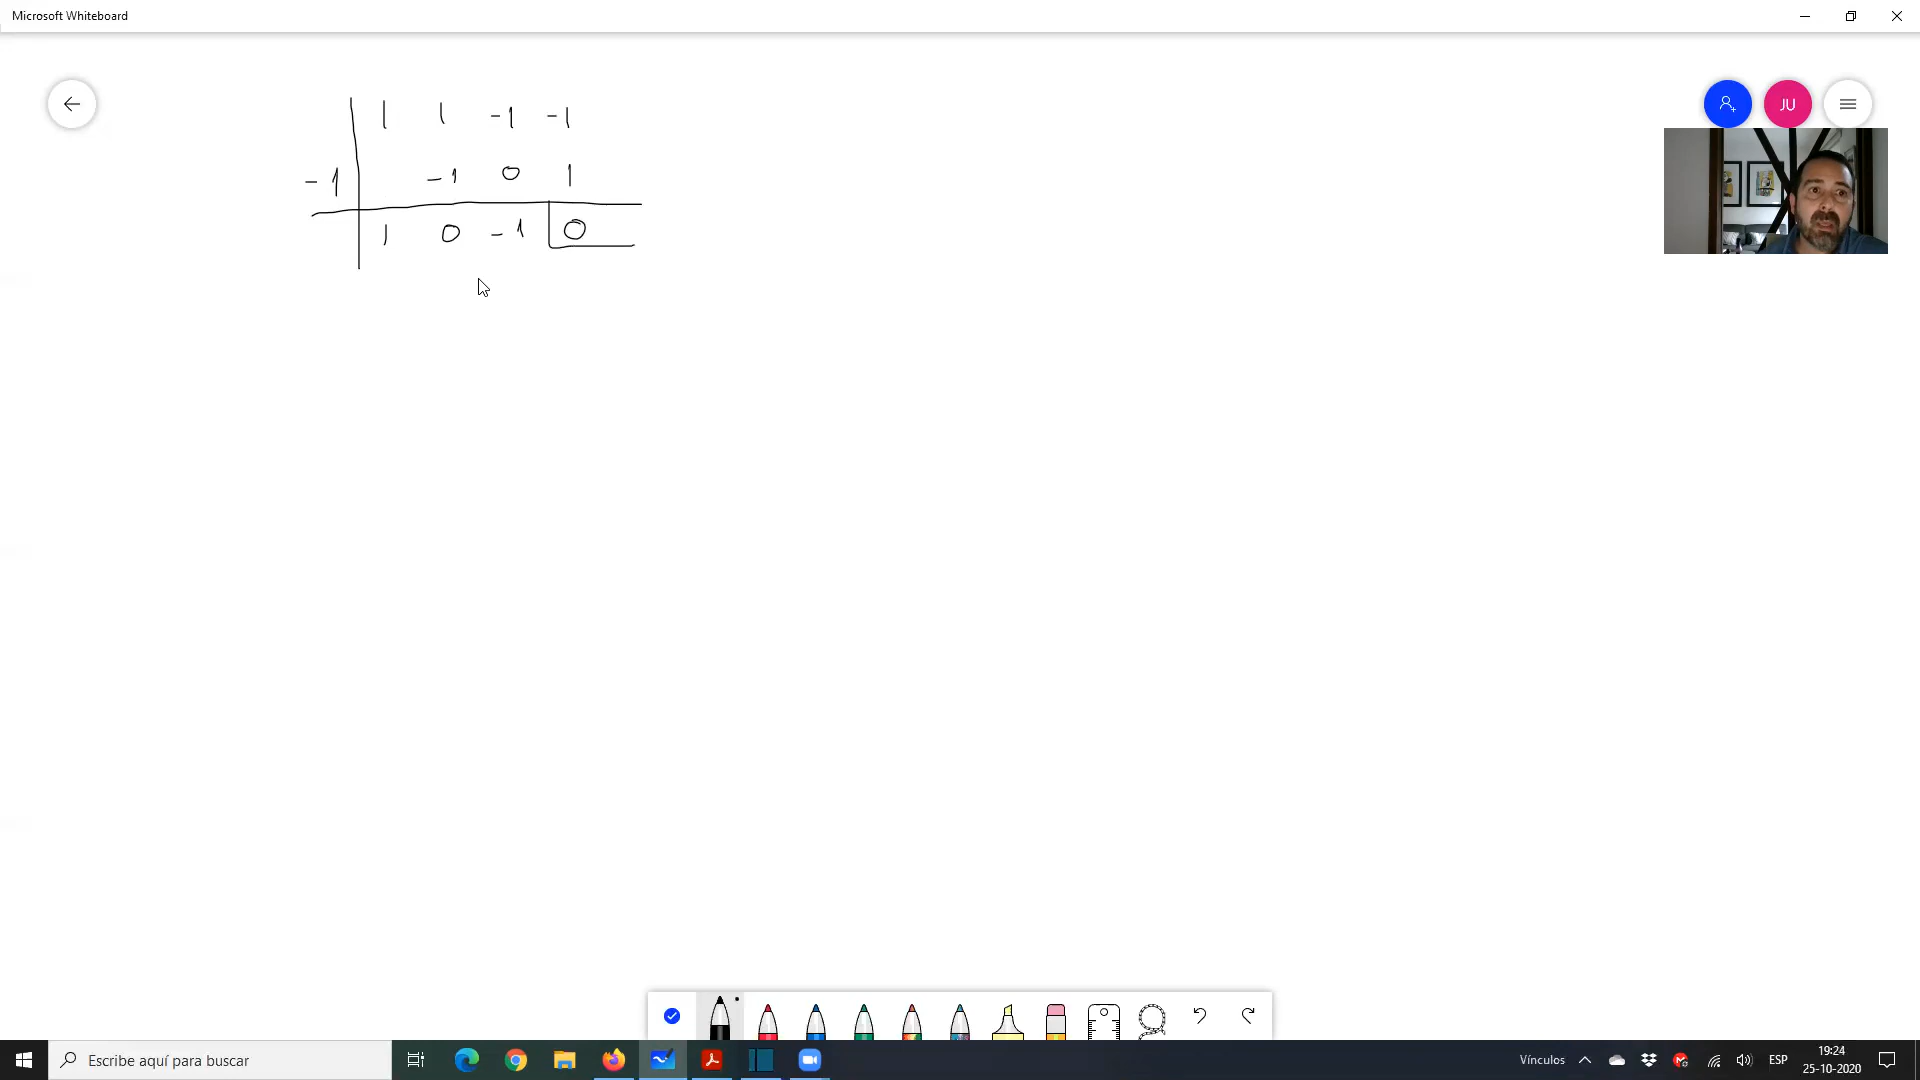 Microsoft Whiteboard
1 1 -1 -1
JU
-1 -1 0 1
1 0 -1 0
Escribe aquí para buscar
Vínculos
ESP
19:24
25-10-2020